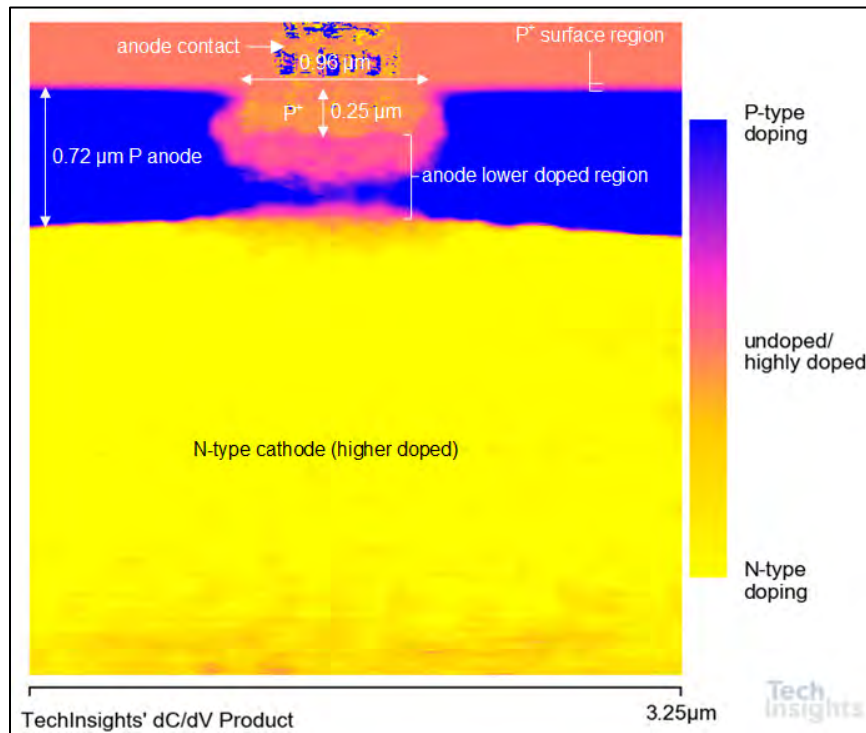 P⁺ surface region
anode contact
0.96 µm
P⁺
0.25 µm
0.72 µm P anode
anode lower doped region
P-type
doping
undoped/
highly doped
N-type cathode (higher doped)
N-type
doping
TechInsights' dC/dV Product
3.25µm
Tech
Insights